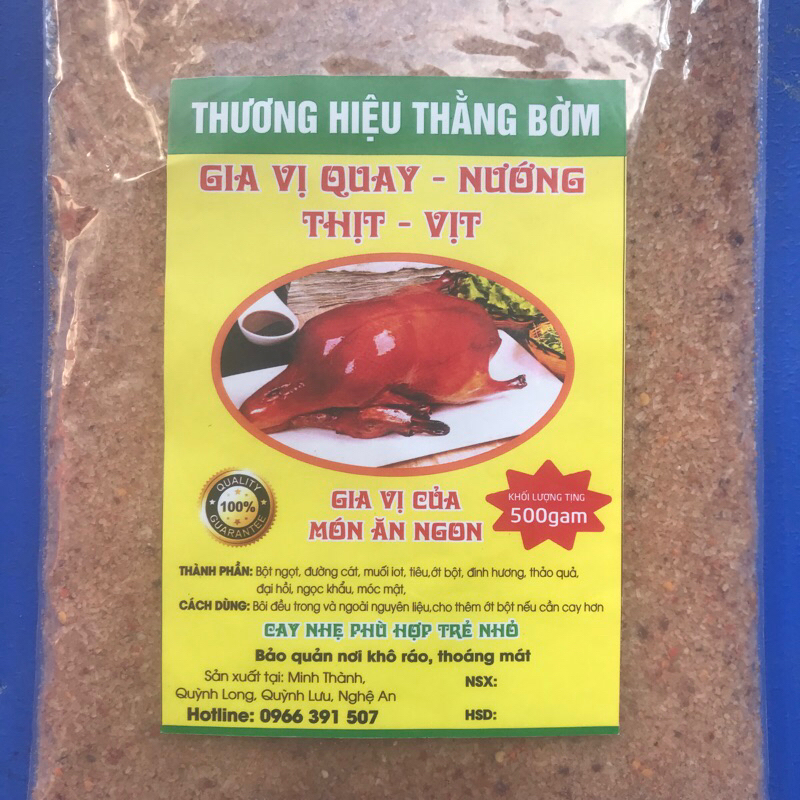 THƯƠNG HIỆU THẰNG BỜM
GIA VỊ QUAY - NƯỚNG
THỊT - VỊT
QUALITY
100%
GUARANTEE
GIA VỊ CỦA
MÓN ĂN NGON
KHỐI LƯỢNG TỊNG
500gam
THÀNH PHẦN: Bột ngọt, đường cát, muối iot, tiêu,ớt bột, đinh hương, thảo quả,
đại hồi, ngọc khẩu, móc mật,
CÁCH DÙNG: Bôi đều trong và ngoài nguyên liệu,cho thêm ớt bột nếu cần cay hơn
CAY NHẸ PHÙ HỢP TRẺ NHỎ
Bảo quản nơi khô ráo, thoáng mát
Sản xuất tại: Minh Thành,
Quỳnh Long, Quỳnh Lưu, Nghệ An
Hotline: 0966 391 507
NSX:
HSD: